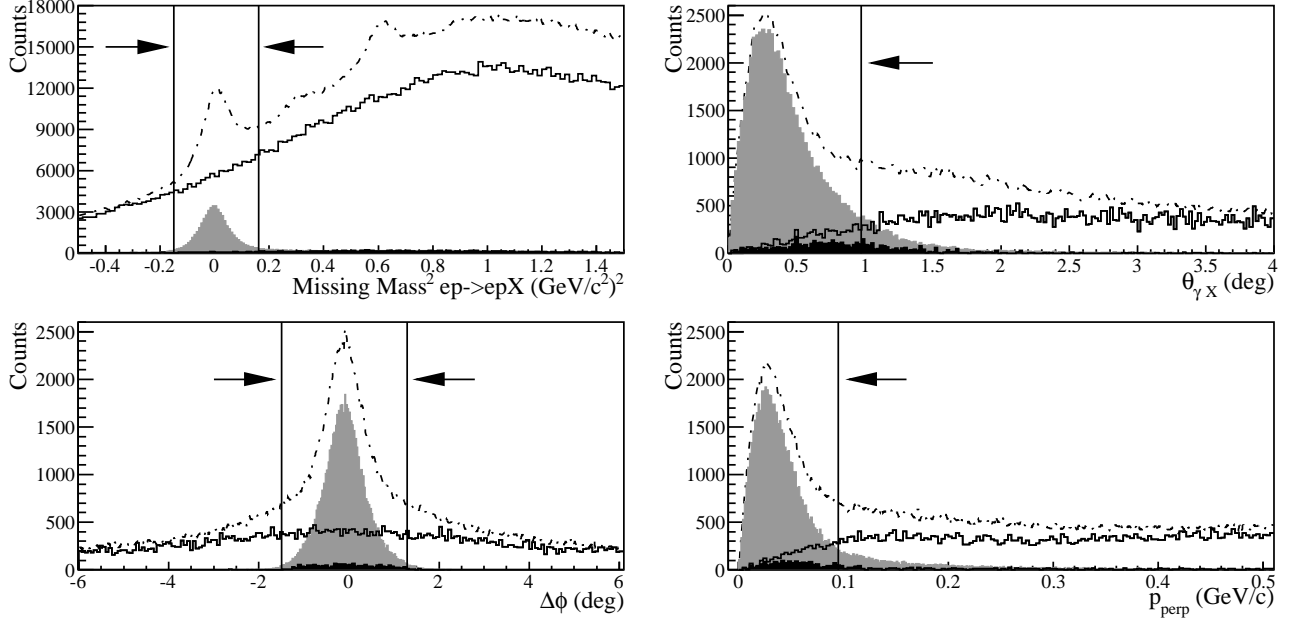 Counts
18000
15000
12000
9000
6000
3000
0
-0.4 -0.2 0 0.2 0.4 0.6 0.8 1 1.2 1.4
Missing Mass² ep->epX (GeV/c²)²
Counts
2500
2000
1500
1000
500
0
0 0.5 1 1.5 2 2.5 3 3.5 4
θγ X (deg)
Counts
2500
2000
1500
1000
500
0
-6 -4 -2 0 2 4 6
Δϕ (deg)
Counts
2500
2000
1500
1000
500
0
0 0.1 0.2 0.3 0.4 0.5
pperp (GeV/c)